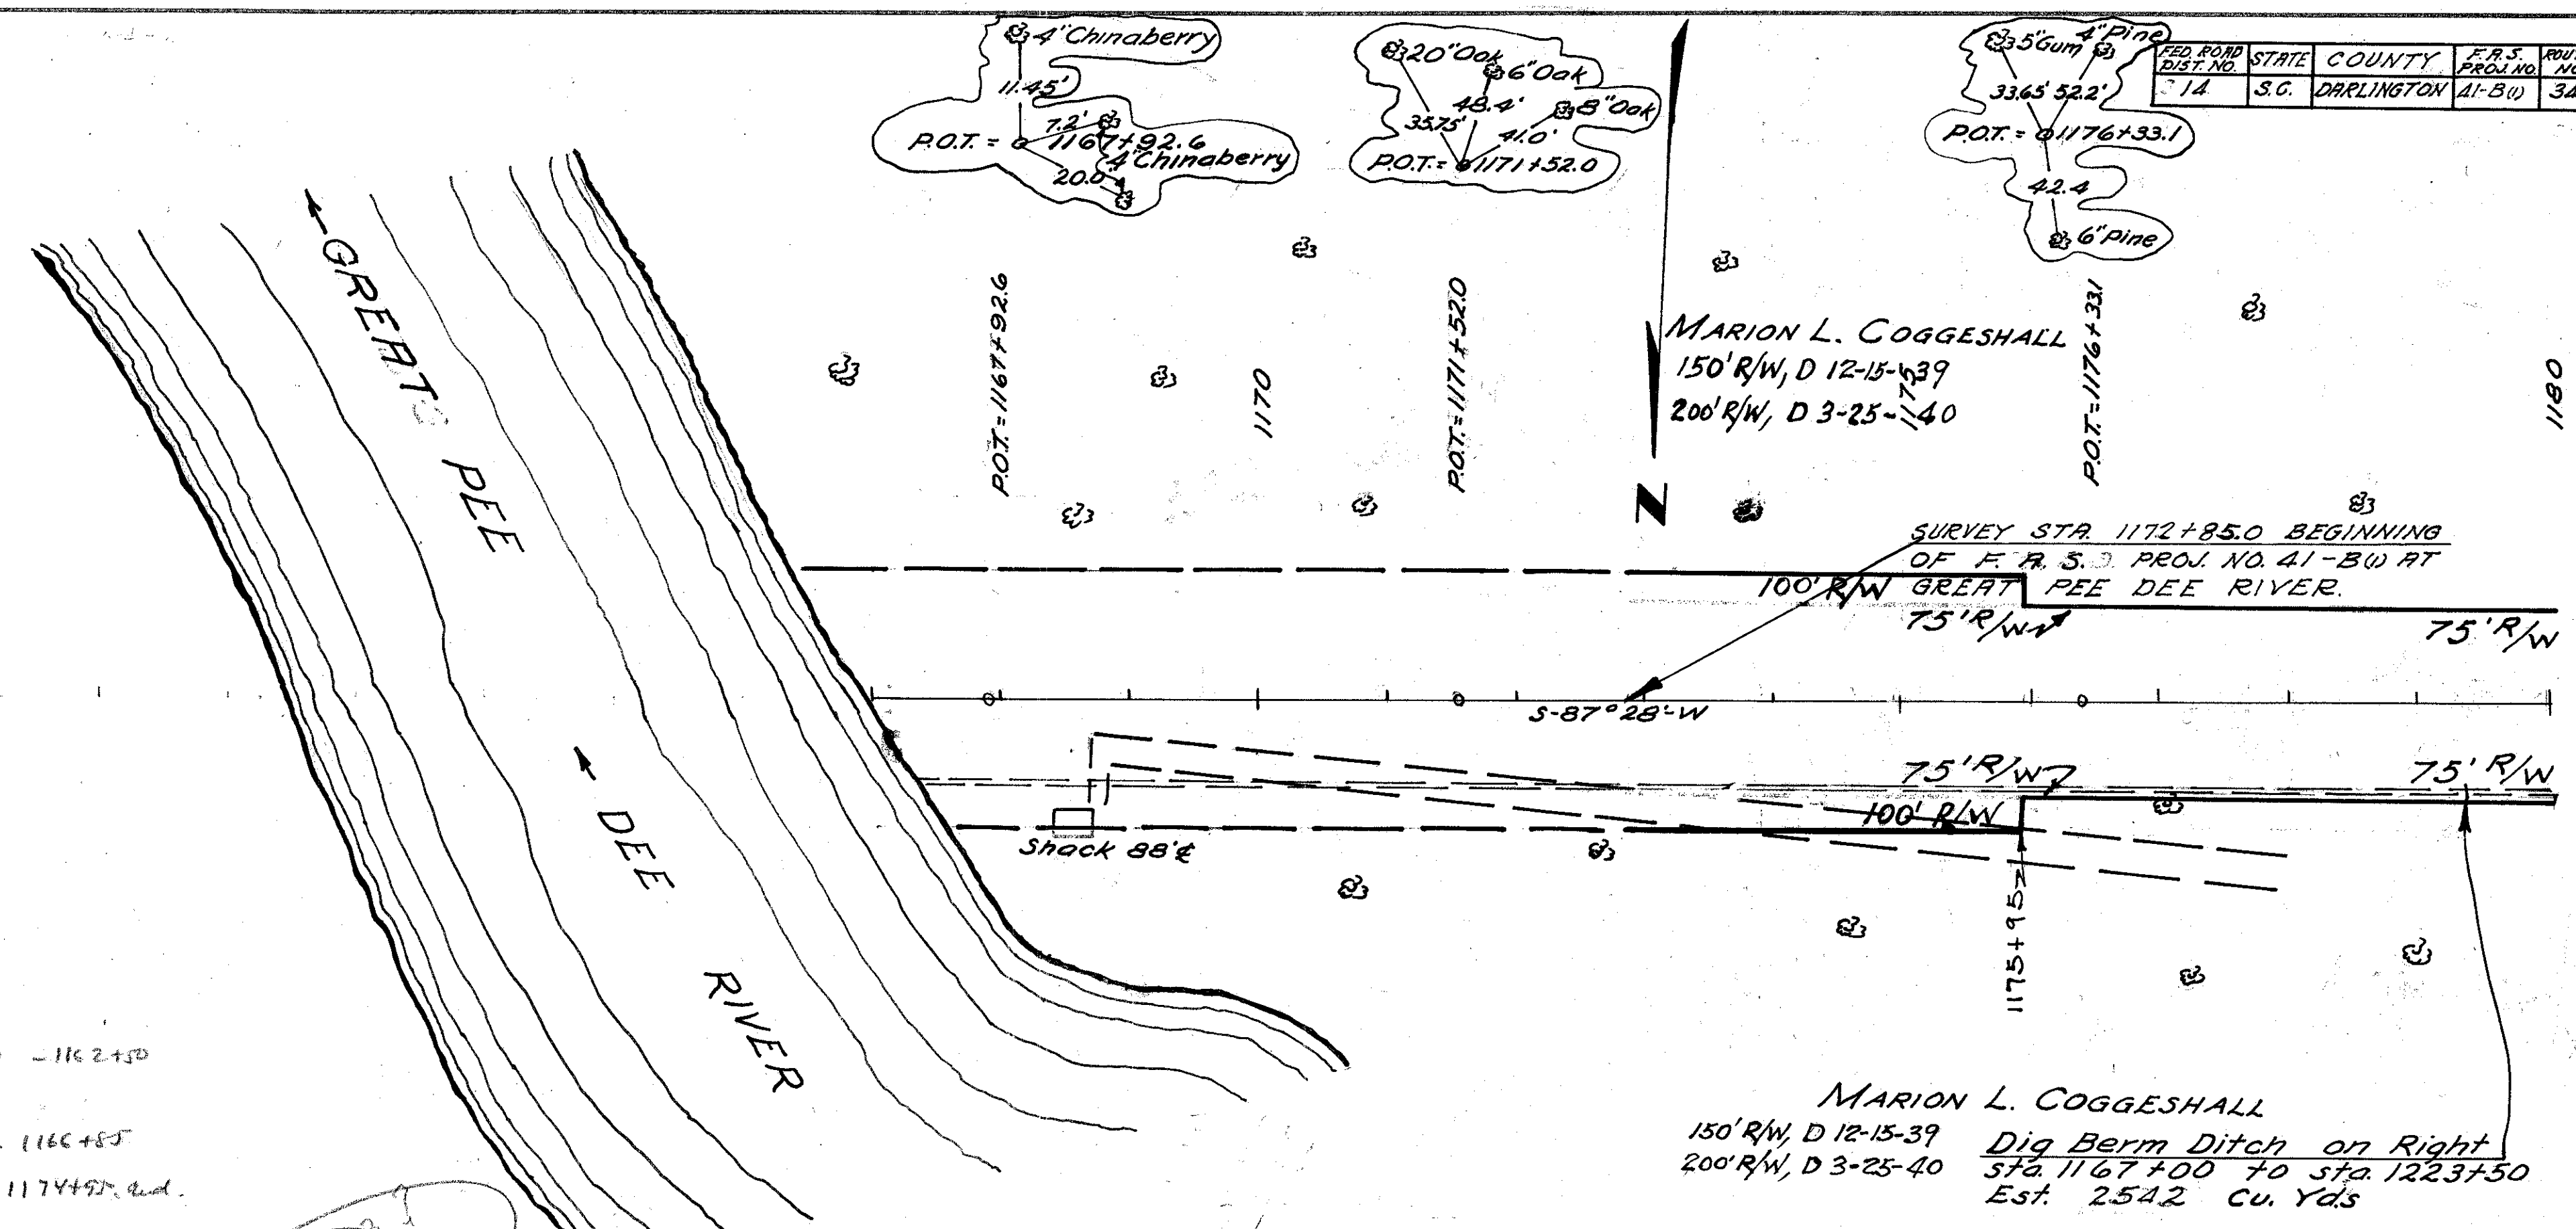 4" Chinaberry
11.45'
7.2'
P.O.T. = 1167+92.6
4" Chinaberry
20.0
20" Oak
6" Oak
48.4'
8" Oak
35.75'
41.0'
P.O.T. = 1171+52.0
5" Gum
4" Pine
33.65'
52.2'
P.O.T. = 1176+33.1
42.4
6" Pine
FED. ROAD DIST. NO.
STATE
COUNTY
F.A.S. PROJ. NO.
14
S.C.
DARLINGTON
41-B(1)
34
GREAT PEE DEE RIVER
P.O.T. = 1167+92.6
1170
P.O.T. = 1171+52.0
N
MARION L. COGGESHALL
150' R/W, D 12-15-39
200' R/W, D 3-25-40
1175
P.O.T. = 1176+33.1
1180
SURVEY STA. 1172+85.0 BEGINNING
OF F. A. S. PROJ. NO. 41-B(1) AT
GREAT PEE DEE RIVER.
100' R/W
75' R/W
75' R/W
S-87°28'-W
75' R/W
75' R/W
100' R/W
Shack 88' ℄
1175+95
-1162+50
1166+85
1174+95
MARION L. COGGESHALL
150' R/W, D 12-15-39
200' R/W, D 3-25-40
Dig Berm Ditch on Right
sta. 1167+00 to sta. 1223+50
Est. 2542 Cu. Yds